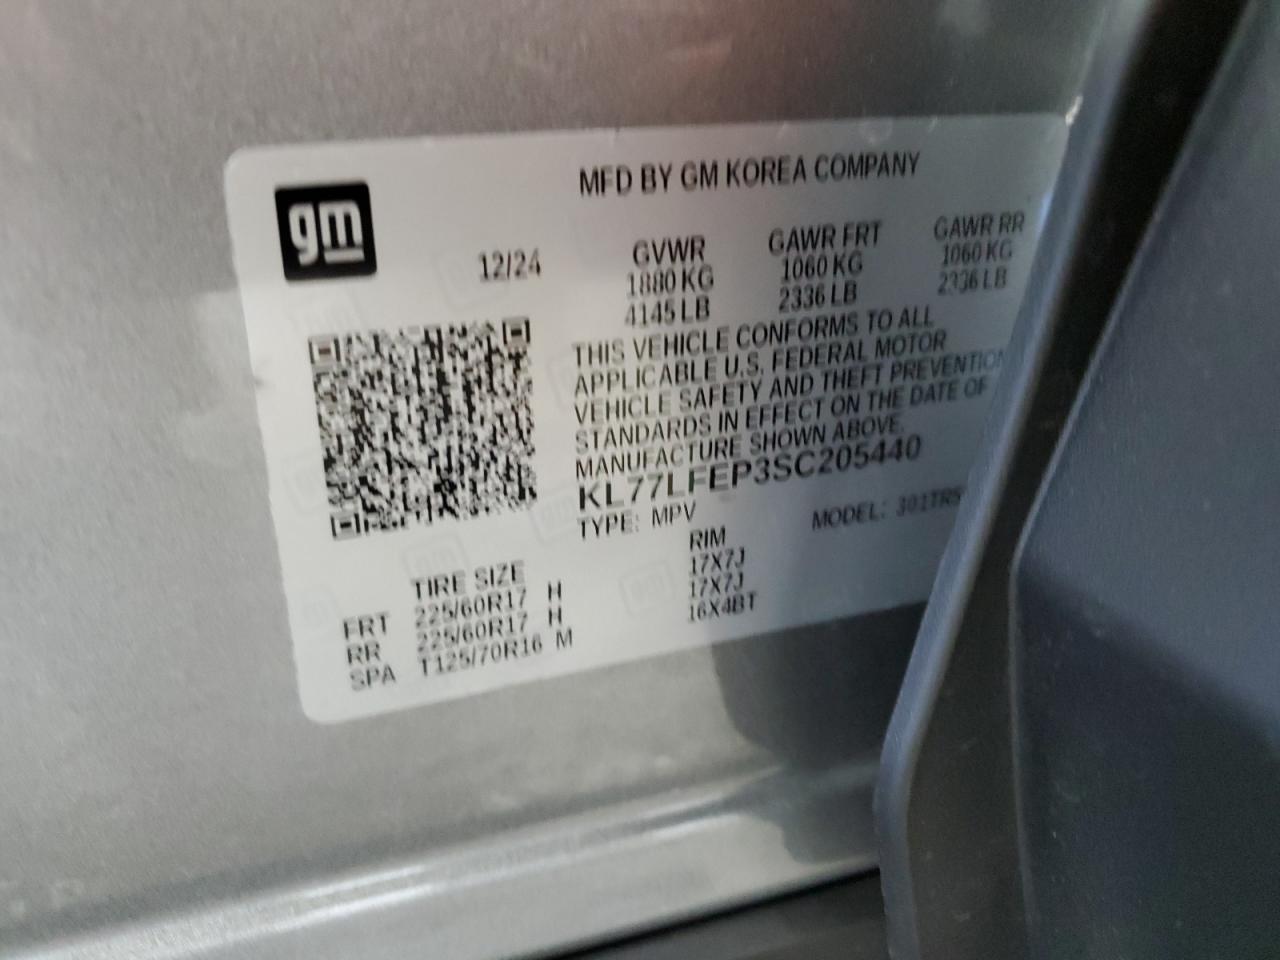 gm
MFD BY GM KOREA COMPANY
12/24
GVWR GAWR FRT GAWR RR
1880 KG 1060 KG 1060 KG
4145 LB 2336 LB 2336 LB
THIS VEHICLE CONFORMS TO ALL
APPLICABLE U.S. FEDERAL MOTOR
VEHICLE SAFETY AND THEFT PREVENTION
STANDARDS IN EFFECT ON THE DATE OF
MANUFACTURE SHOWN ABOVE.
KL77LFEP3SC205440
TYPE: MPV MODEL:
TIRE SIZE RIM
FRT 225/60R17 H 17X7J
RR 225/60R17 H 17X7J
SPA T125/70R16 M 16X4BT